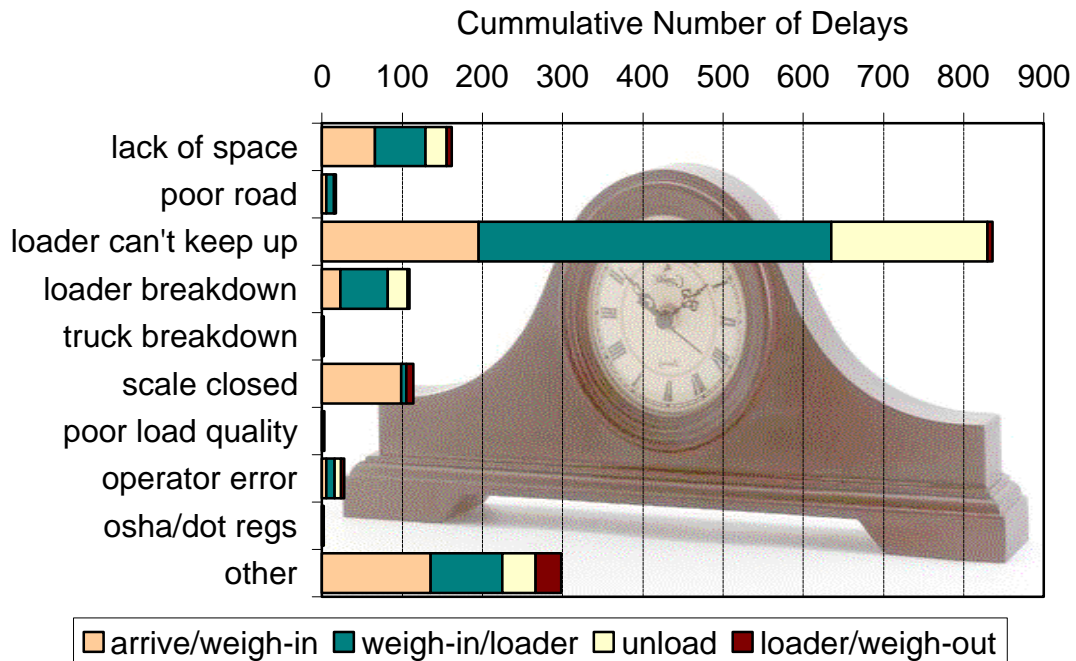 Cummulative Number of Delays
0 100 200 300 400 500 600 700 800 900
lack of space
poor road
loader can't keep up
loader breakdown
truck breakdown
scale closed
poor load quality
operator error
osha/dot regs
other
arrive/weigh-in weigh-in/loader unload loader/weigh-out